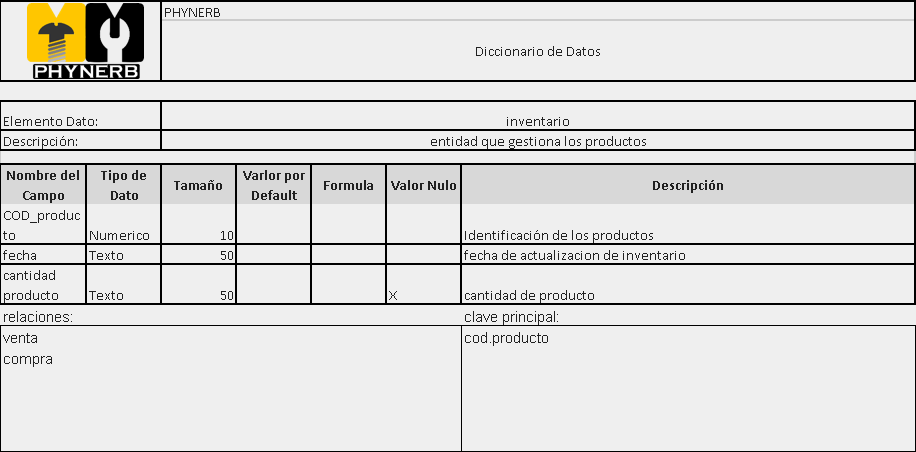 PHYNERB
PHYNERB
Diccionario de Datos
Elemento Dato: inventario
Descripción: entidad que gestiona los productos
Nombre del Campo Tipo de Dato Tamaño Varlor por Default Formula Valor Nulo Descripción
COD_producto Numerico 10 Identificación de los productos
fecha Texto 50 fecha de actualizacion de inventario
cantidad producto Texto 50 X cantidad de producto
relaciones: clave principal:
venta cod.producto
compra